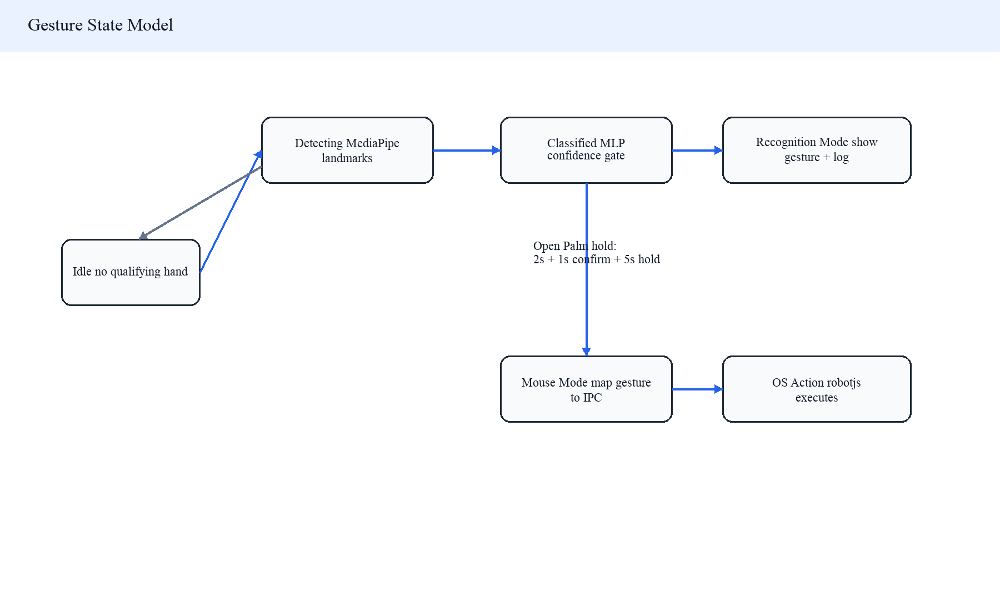 Gesture State Model
Detecting MediaPipe
landmarks
Classified MLP
confidence gate
Recognition Mode show
gesture + log
Open Palm hold:
2s + 1s confirm + 5s hold
Idle no qualifying hand
Mouse Mode map gesture
to IPC
OS Action robotjs
executes